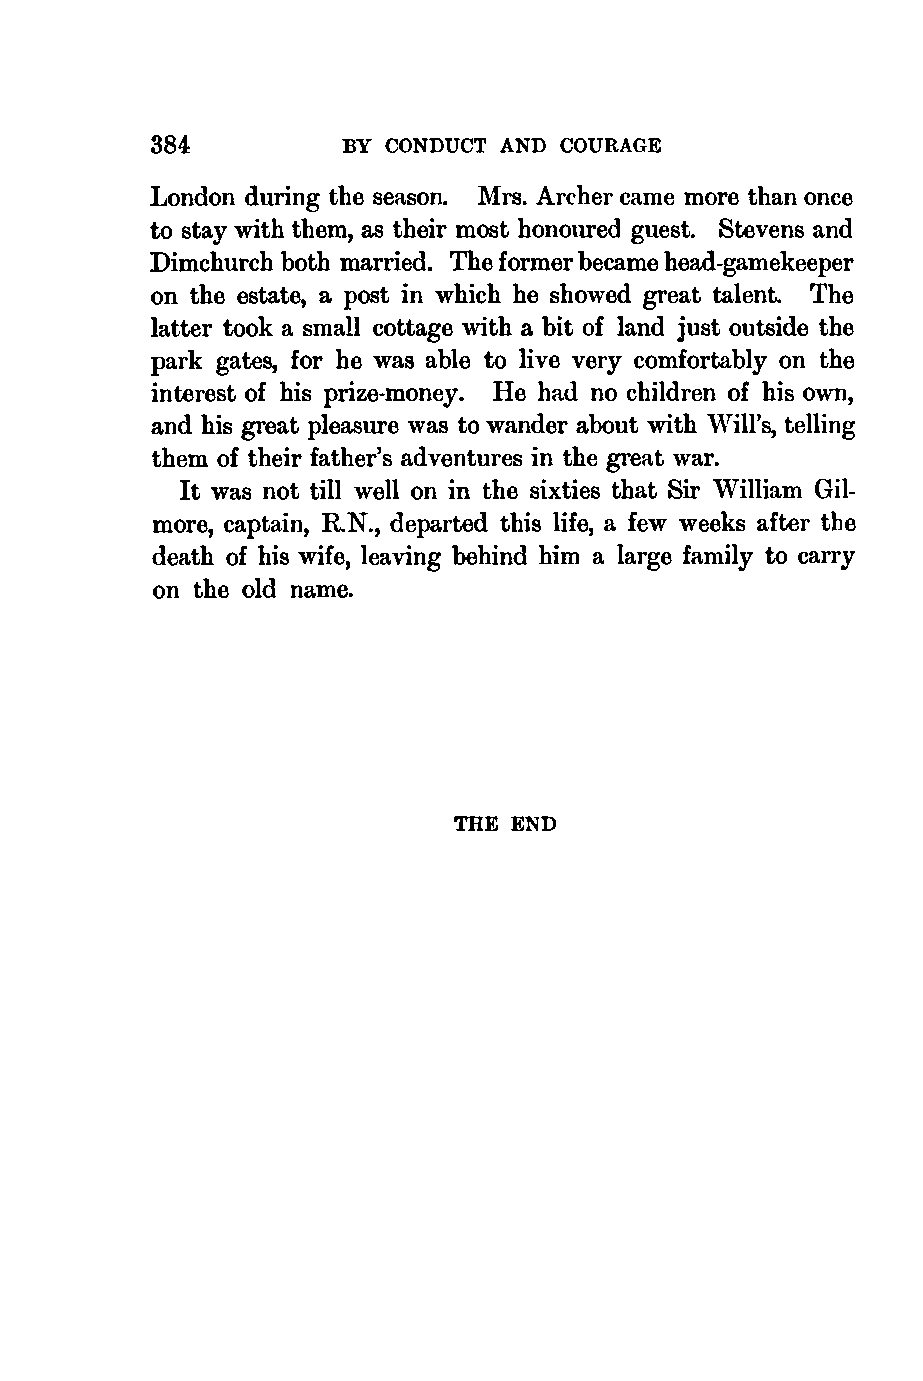 384 BY CONDUCT AND COURAGE
London during the season. Mrs. Archer came more than once
to stay with them, as their most honoured guest. Stevens and
Dimchurch both married. The former became head-gamekeeper
on the estate, a post in which he showed great talent. The
latter took a small cottage with a bit of land just outside the
park gates, for he was able to live very comfortably on the
interest of his prize-money. He had no children of his own,
and his great pleasure was to wander about with Will's, telling
them of their father's adventures in the great war.
It was not till well on in the sixties that Sir William Gil-
more, captain, R.N., departed this life, a few weeks after the
death of his wife, leaving behind him a large family to carry
on the old name.
THE END